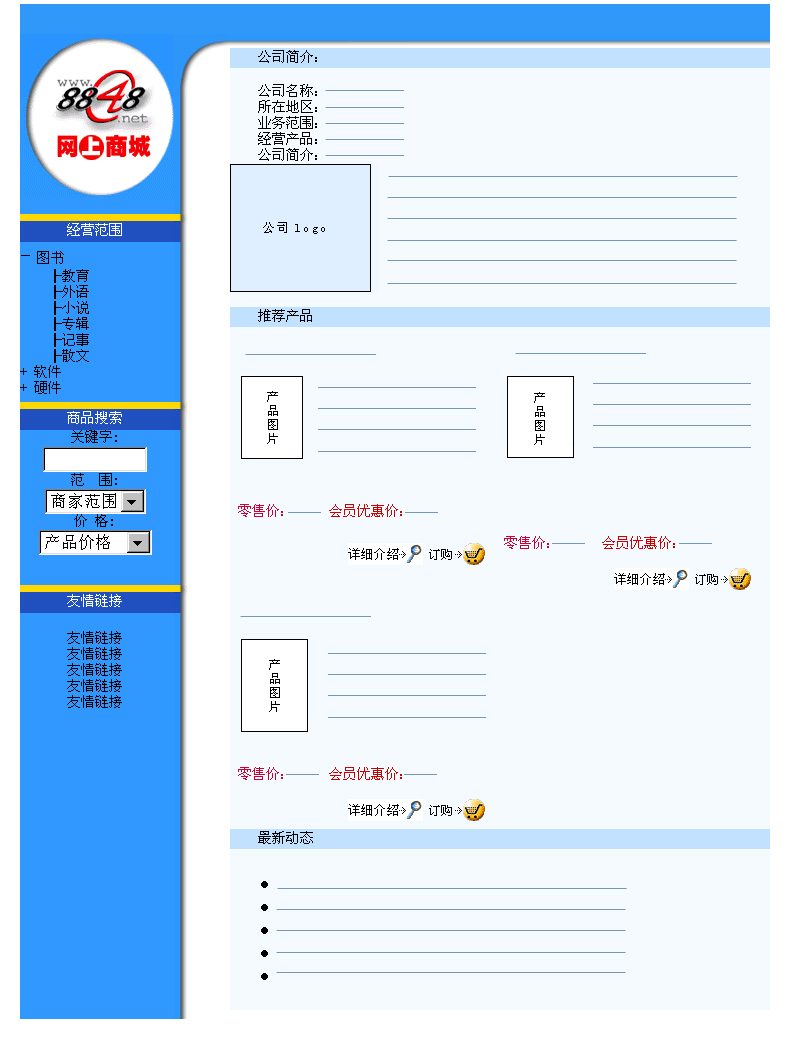 www.
8848
.net
网上商城
经营范围
- 图书
├教育
├外语
├小说
├专辑
├记事
├散文
+ 软件
+ 硬件
商品搜索
关键字:
范 围:
商家范围
价 格:
产品价格
友情链接
友情链接
友情链接
友情链接
友情链接
友情链接
公司简介:
公司名称:
所在地区:
业务范围:
经营产品:
公司简介:
公司 logo
推荐产品
产品图片
零售价: 会员优惠价:
详细介绍→ 订购→
产品图片
零售价: 会员优惠价:
详细介绍→ 订购→
产品图片
零售价: 会员优惠价:
详细介绍→ 订购→
最新动态